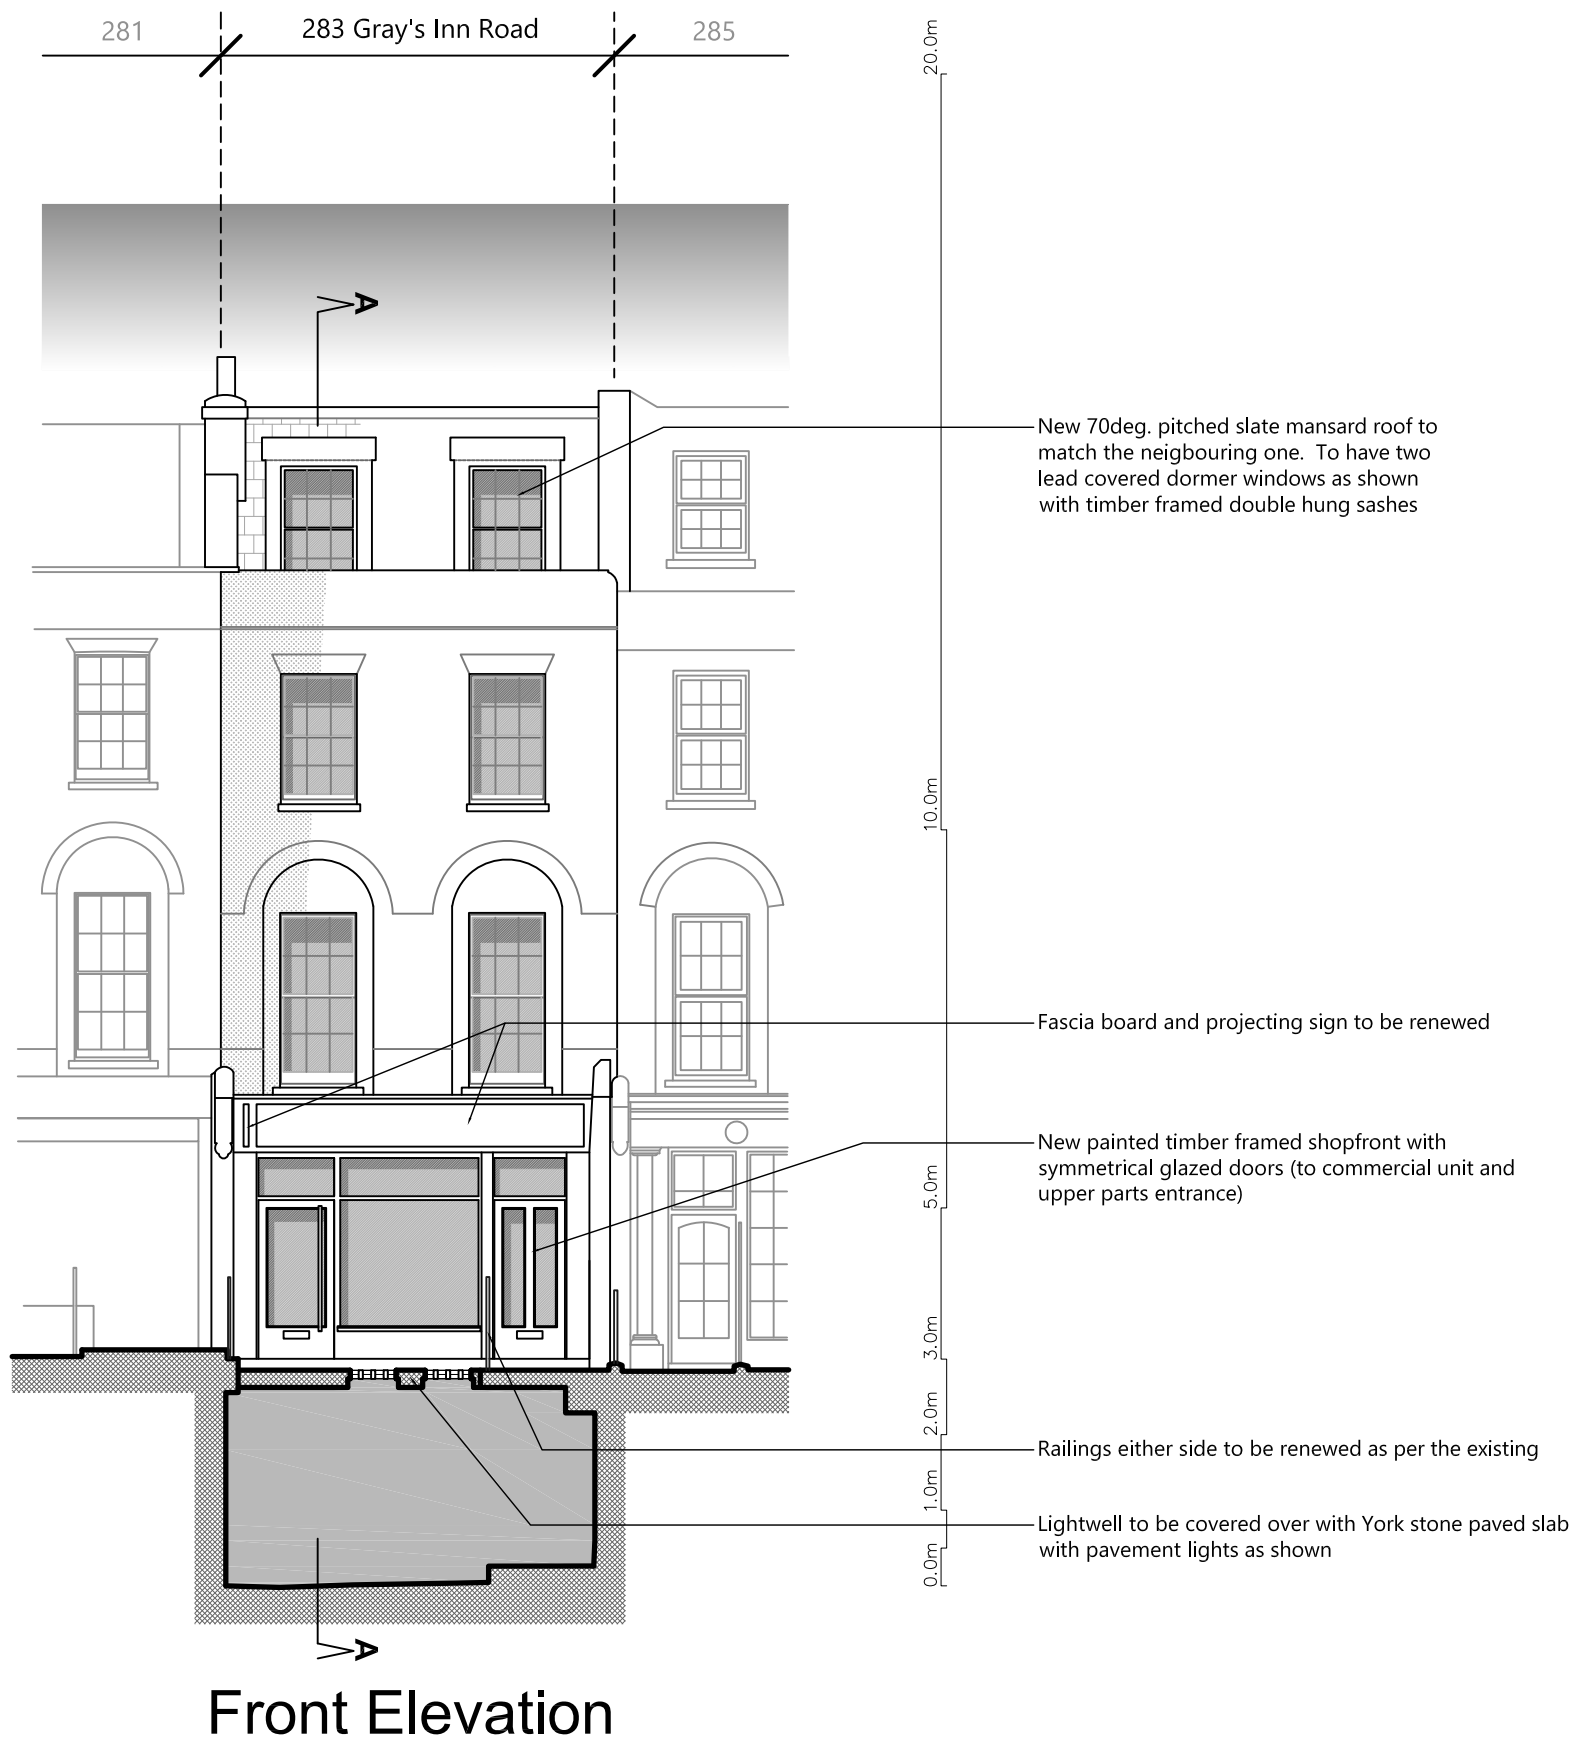 281
283 Gray's Inn Road
285
20.0m
A
New 70deg. pitched slate mansard roof to
match the neigbouring one. To have two
lead covered dormer windows as shown
with timber framed double hung sashes
10.0m
Fascia board and projecting sign to be renewed
New painted timber framed shopfront with
symmetrical glazed doors (to commercial unit and
upper parts entrance)
5.0m
3.0m
2.0m
Railings either side to be renewed as per the existing
1.0m
Lightwell to be covered over with York stone paved slab
with pavement lights as shown
0.0m
A
Front Elevation